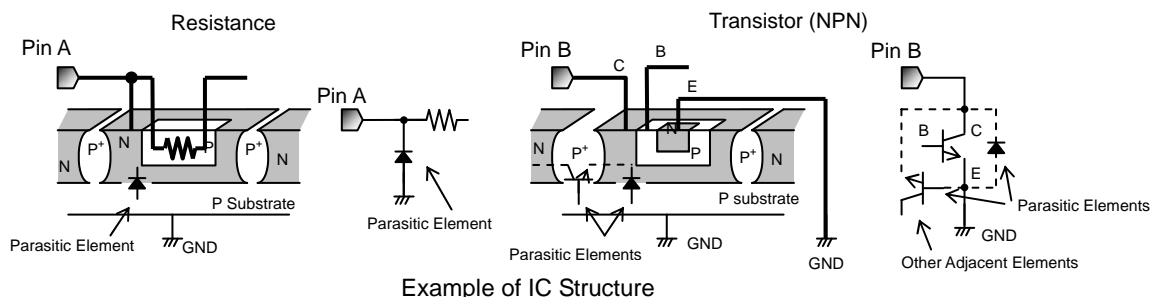 Resistance
Transistor (NPN)
Pin A
Pin A
Pin B
B
C
E
Pin B
N
N
P+
P
P+
N
N
P+
N
P
P+
N
B
C
E
P Substrate
P substrate
Parasitic Element
GND
Parasitic Element
Parasitic Elements
GND
GND
Parasitic Elements
GND
Other Adjacent Elements
Example of IC Structure